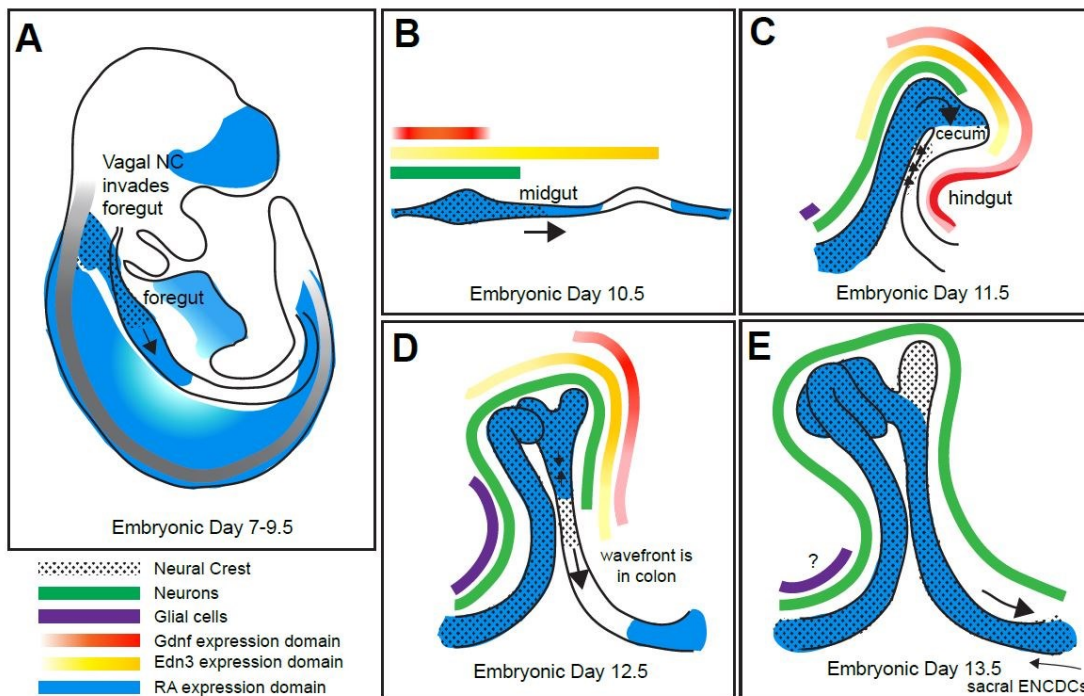 A
Vagal NC
invades
foregut
foregut
Embryonic Day 7-9.5
B
midgut
Embryonic Day 10.5
C
cecum
hindgut
Embryonic Day 11.5
D
wavefront is
in colon
Embryonic Day 12.5
E
?
Embryonic Day 13.5
sacral ENCDCs
Neural Crest
Neurons
Glial cells
Gdnf expression domain
Edn3 expression domain
RA expression domain